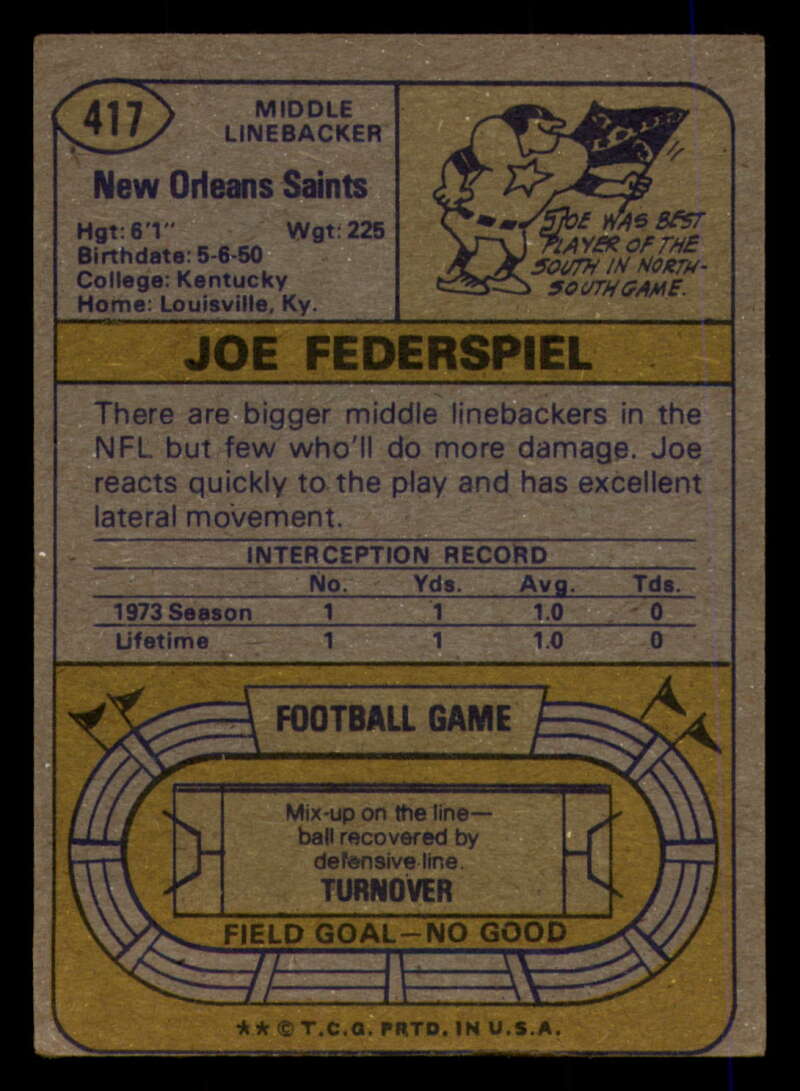 417
MIDDLE
LINEBACKER
New Orleans Saints
Hgt: 6'1" Wgt: 225
Birthdate: 5-6-50
College: Kentucky
Home: Louisville, Ky.
JOE WAS BEST
PLAYER OF THE
SOUTH IN NORTH-
SOUTH GAME.
JOE FEDERSPIEL
There are bigger middle linebackers in the
NFL but few who'll do more damage. Joe
reacts quickly to the play and has excellent
lateral movement.
INTERCEPTION RECORD
No. Yds. Avg. Tds.
1973 Season 1 1 1.0 0
Lifetime 1 1 1.0 0
FOOTBALL GAME
Mix-up on the line—
ball recovered by
defensive line.
TURNOVER
FIELD GOAL—NO GOOD
** © T.C.G. PRTD. IN U.S.A.